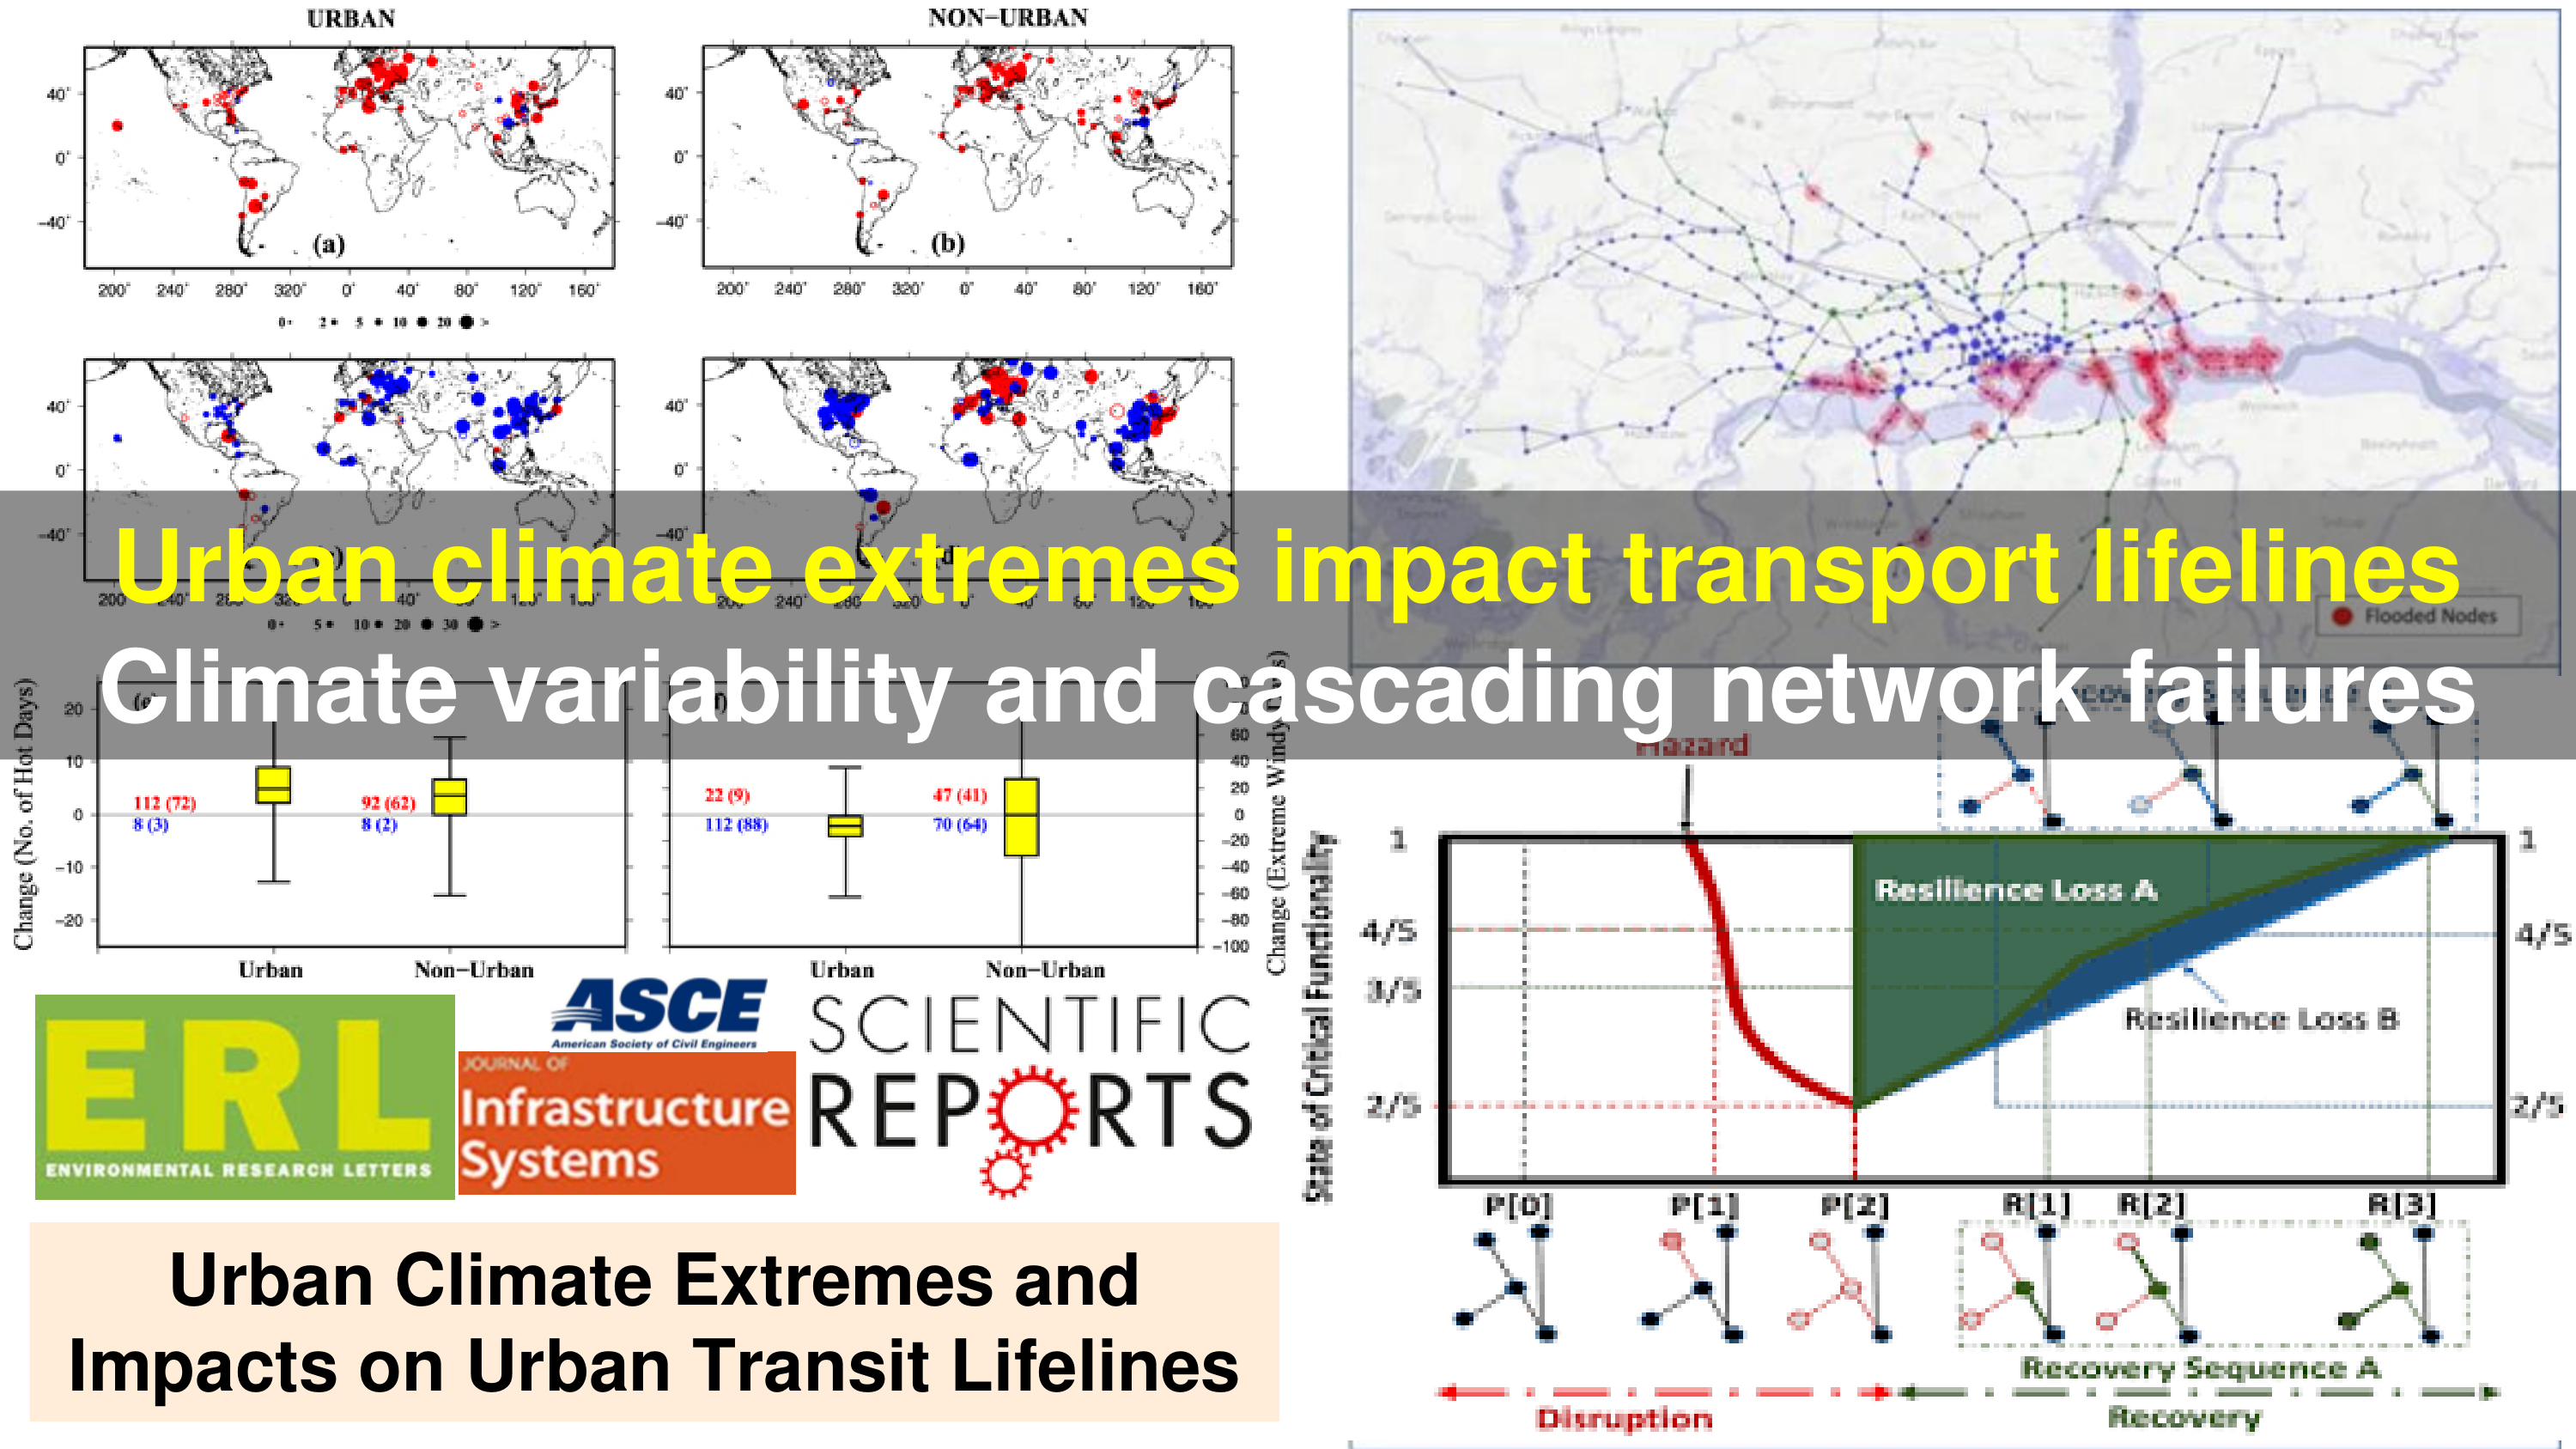 URBAN
NON−URBAN
40°
0°
−40°
(a)
200° 240° 280° 320° 0° 40° 80° 120° 160°
0 2 5 10 20 >
40°
0°
−40°
(b)
200° 240° 280° 320° 0° 40° 80° 120° 160°
40°
0°
−40°
200° 240° 280° 320° 0° 40° 80° 120° 160°
0 5 10 20 30 >
40°
0°
−40°
(d)
200° 240° 280° 320° 0° 40° 80° 120° 160°
Flooded Nodes
Urban climate extremes impact transport lifelines
Climate variability and cascading network failures
Change (No. of Hot Days)
20
10
0
−10
−20
112 (72)
8 (3)
92 (62)
8 (2)
Urban
Non−Urban
22 (9)
112 (88)
47 (41)
70 (64)
60
40
20
0
−20
−40
−60
−80
−100
Urban
Non−Urban
Hazard
State of Critical Functionality
1
4/5
3/5
2/5
Resilience Loss A
Resilience Loss B
1
4/5
2/5
P[0] P[1] P[2] R[1] R[2] R[3]
Recovery Sequence A
Disruption
Recovery
ERL
ENVIRONMENTAL RESEARCH LETTERS
ASCE
American Society of Civil Engineers
JOURNAL OF
Infrastructure
Systems
SCIENTIFIC
REPORTS
Urban Climate Extremes and
Impacts on Urban Transit Lifelines